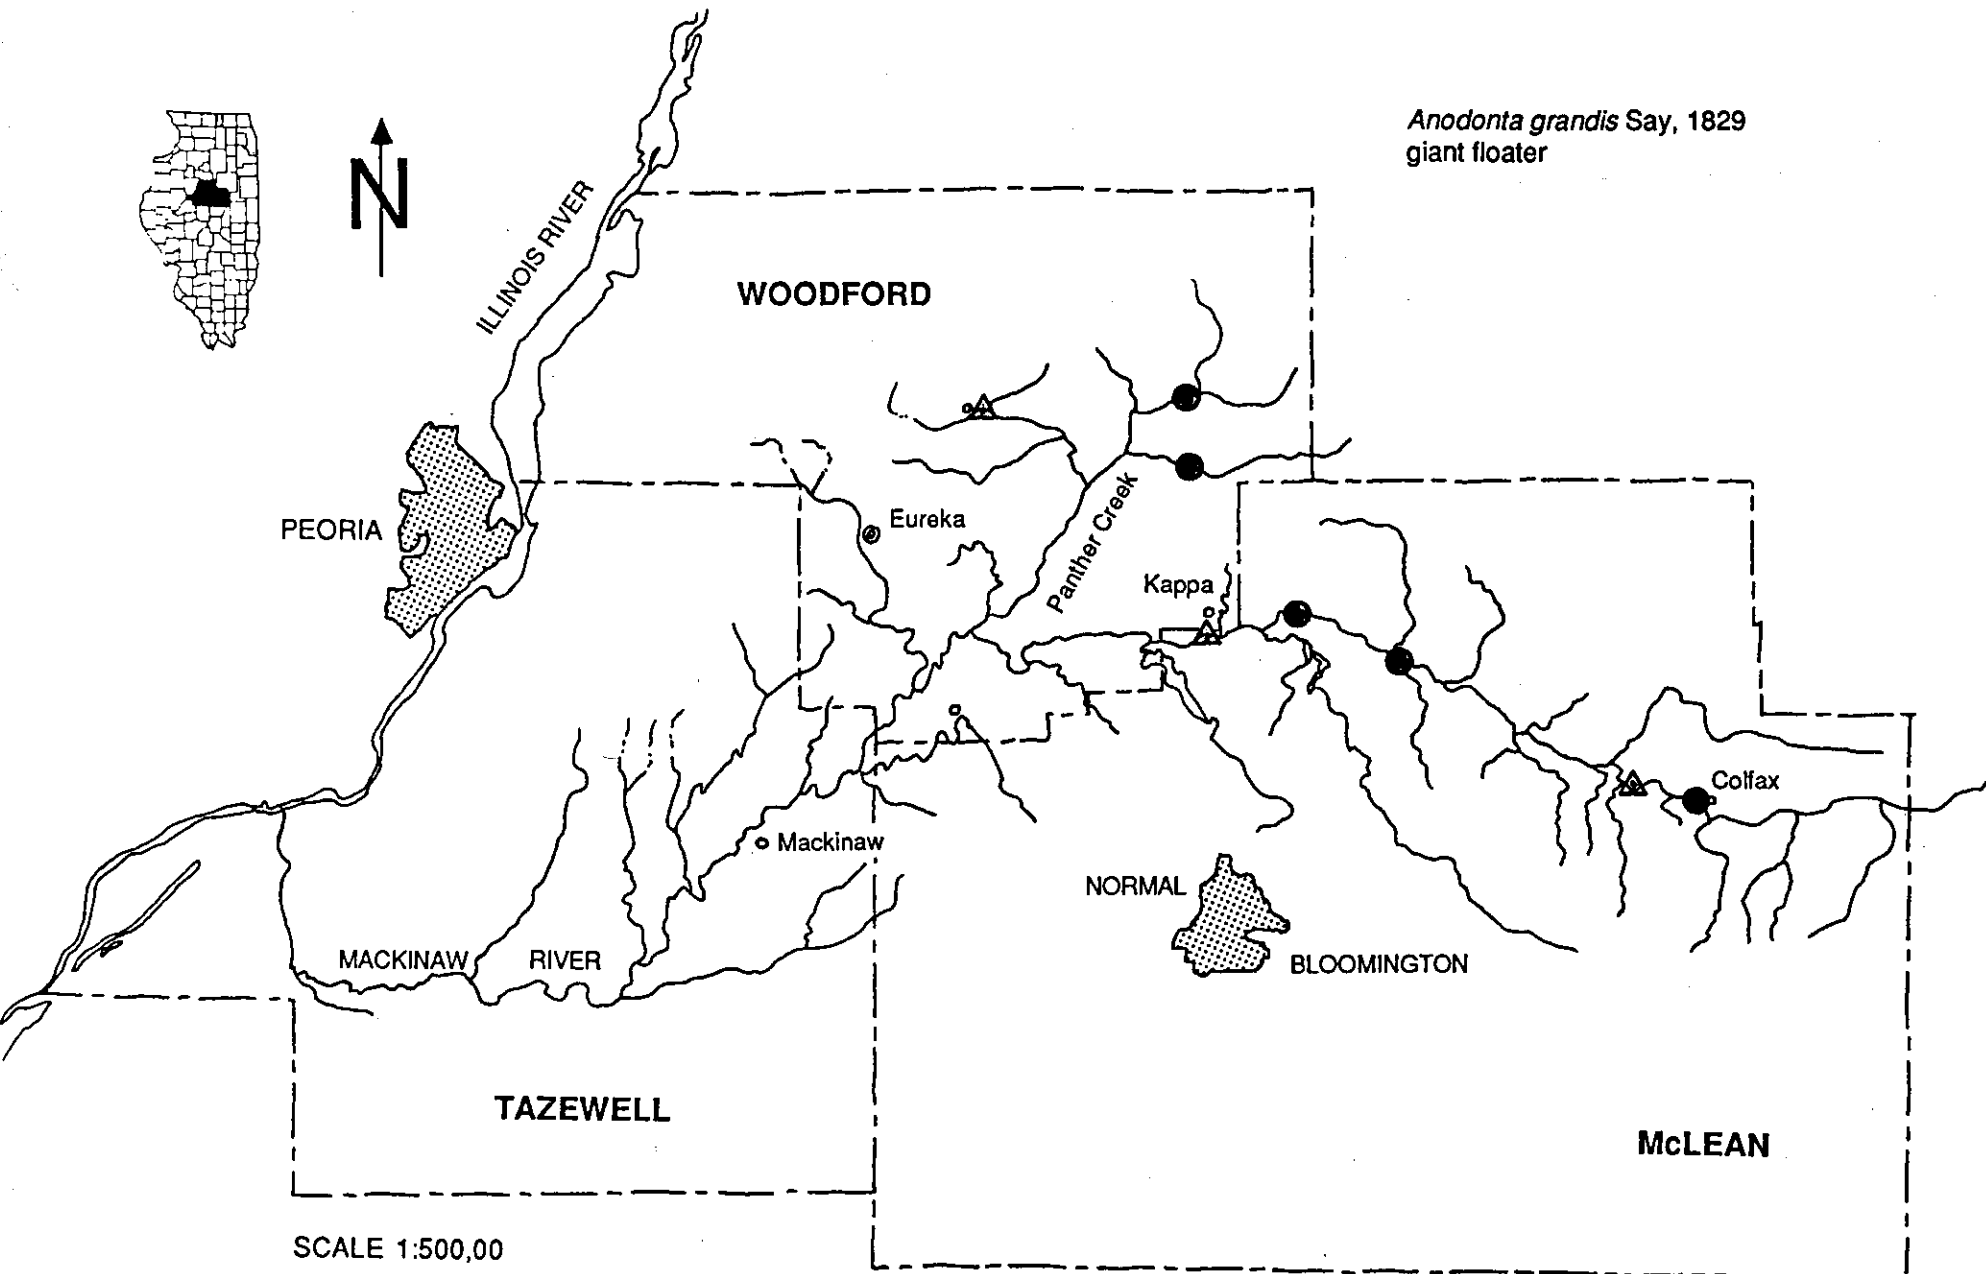 Anodonta grandis Say, 1829
giant floater
N
ILLINOIS RIVER
WOODFORD
PEORIA
Eureka
Panther Creek
Kappa
Colfax
Mackinaw
NORMAL
BLOOMINGTON
MACKINAW RIVER
TAZEWELL
McLEAN
SCALE 1:500,00